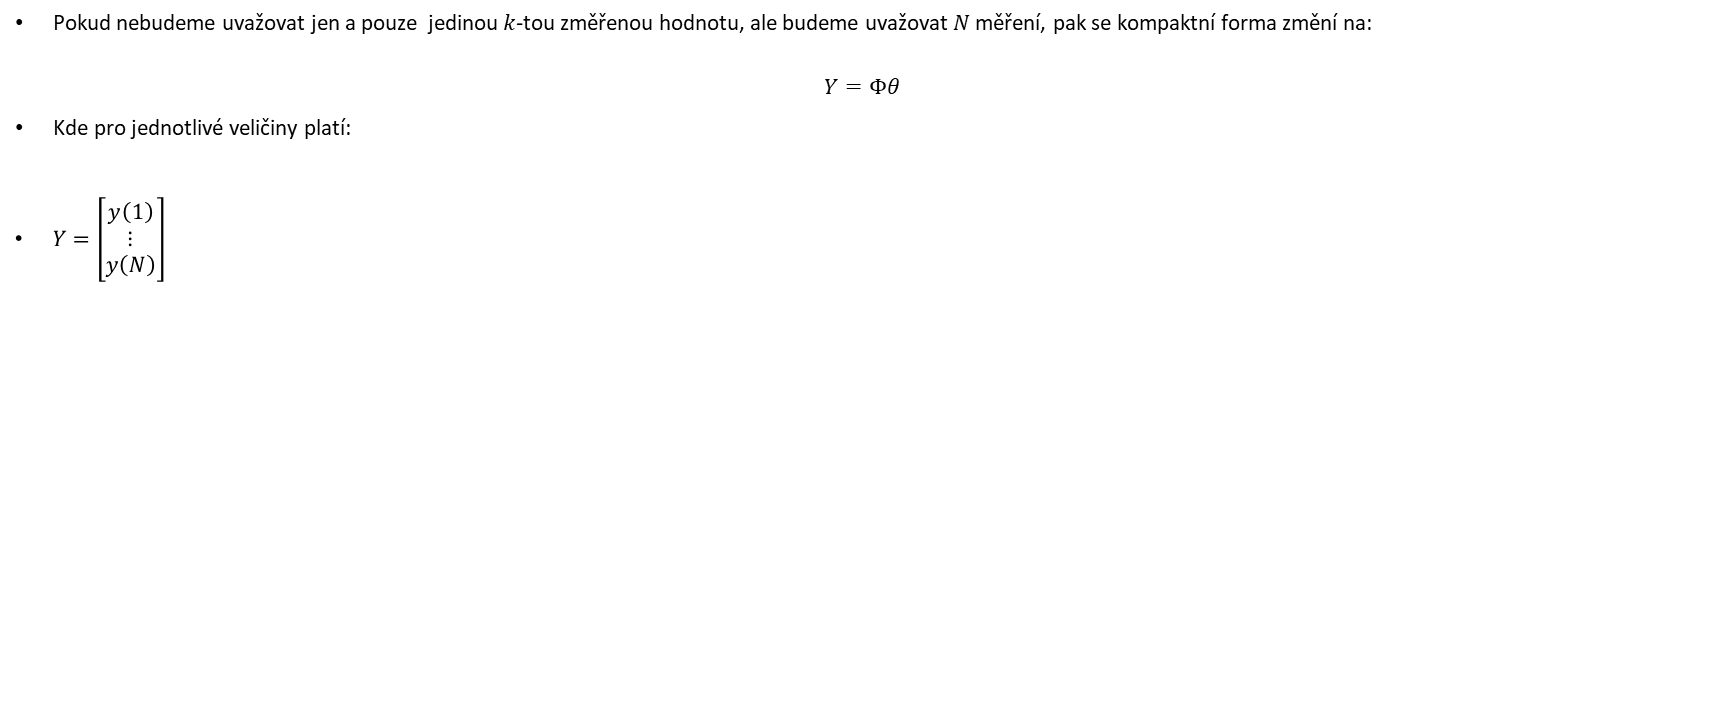 • Pokud nebudeme uvažovat jen a pouze jedinou k-tou změřenou hodnotu, ale budeme uvažovat N měření, pak se kompaktní forma změní na:
Y = Φθ
• Kde pro jednotlivé veličiny platí:
• Y = [y(1) ⋮ y(N)]